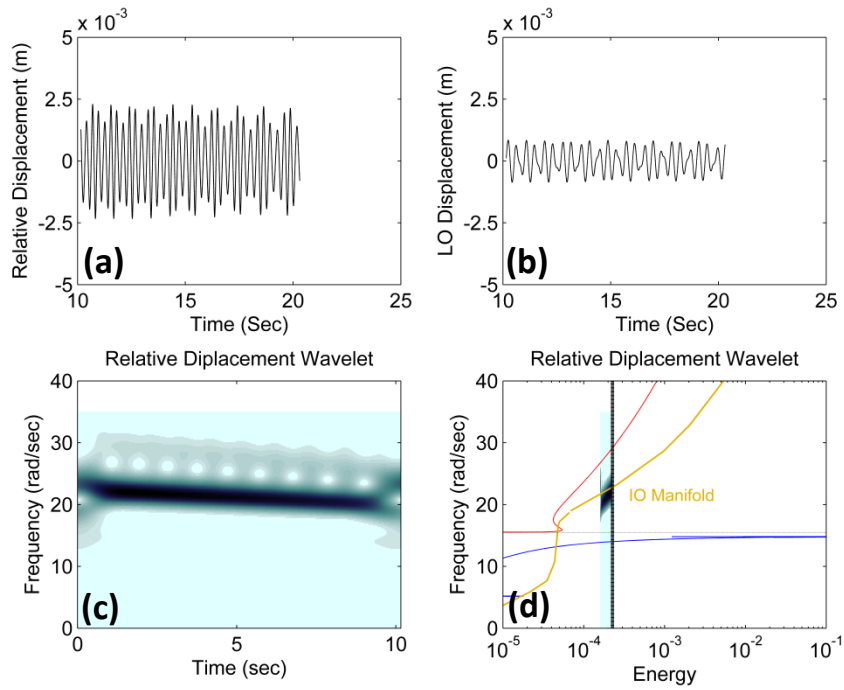 x 10⁻³
5
2.5
0
-2.5
-5
10 15 20 25
Relative Displacement (m)
Time (Sec)
(a)
x 10⁻³
5
2.5
0
-2.5
-5
10 15 20 25
LO Displacement (m)
Time (Sec)
(b)
Relative Diplacement Wavelet
40
30
20
10
0
0 5 10
Frequency (rad/sec)
Time (sec)
(c)
Relative Diplacement Wavelet
40
30
20
10
0
10⁻⁵ 10⁻⁴ 10⁻³ 10⁻² 10⁻¹
Frequency (rad/sec)
Energy
IO Manifold
(d)